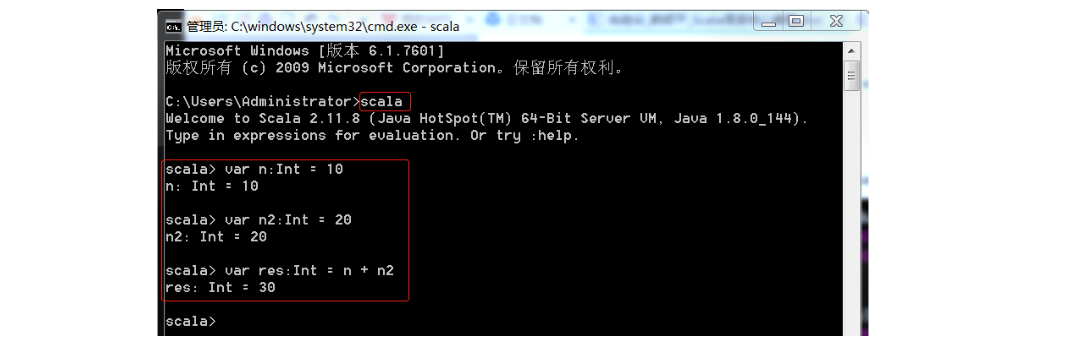 管理员: C:\windows\system32\cmd.exe - scala
Microsoft Windows [版本 6.1.7601]
版权所有 (c) 2009 Microsoft Corporation。保留所有权利。
C:\Users\Administrator>scala
Welcome to Scala 2.11.8 (Java HotSpot(TM) 64-Bit Server VM, Java 1.8.0_144).
Type in expressions for evaluation. Or try :help.
scala> var n:Int = 10
n: Int = 10
scala> var n2:Int = 20
n2: Int = 20
scala> var res:Int = n + n2
res: Int = 30
scala>